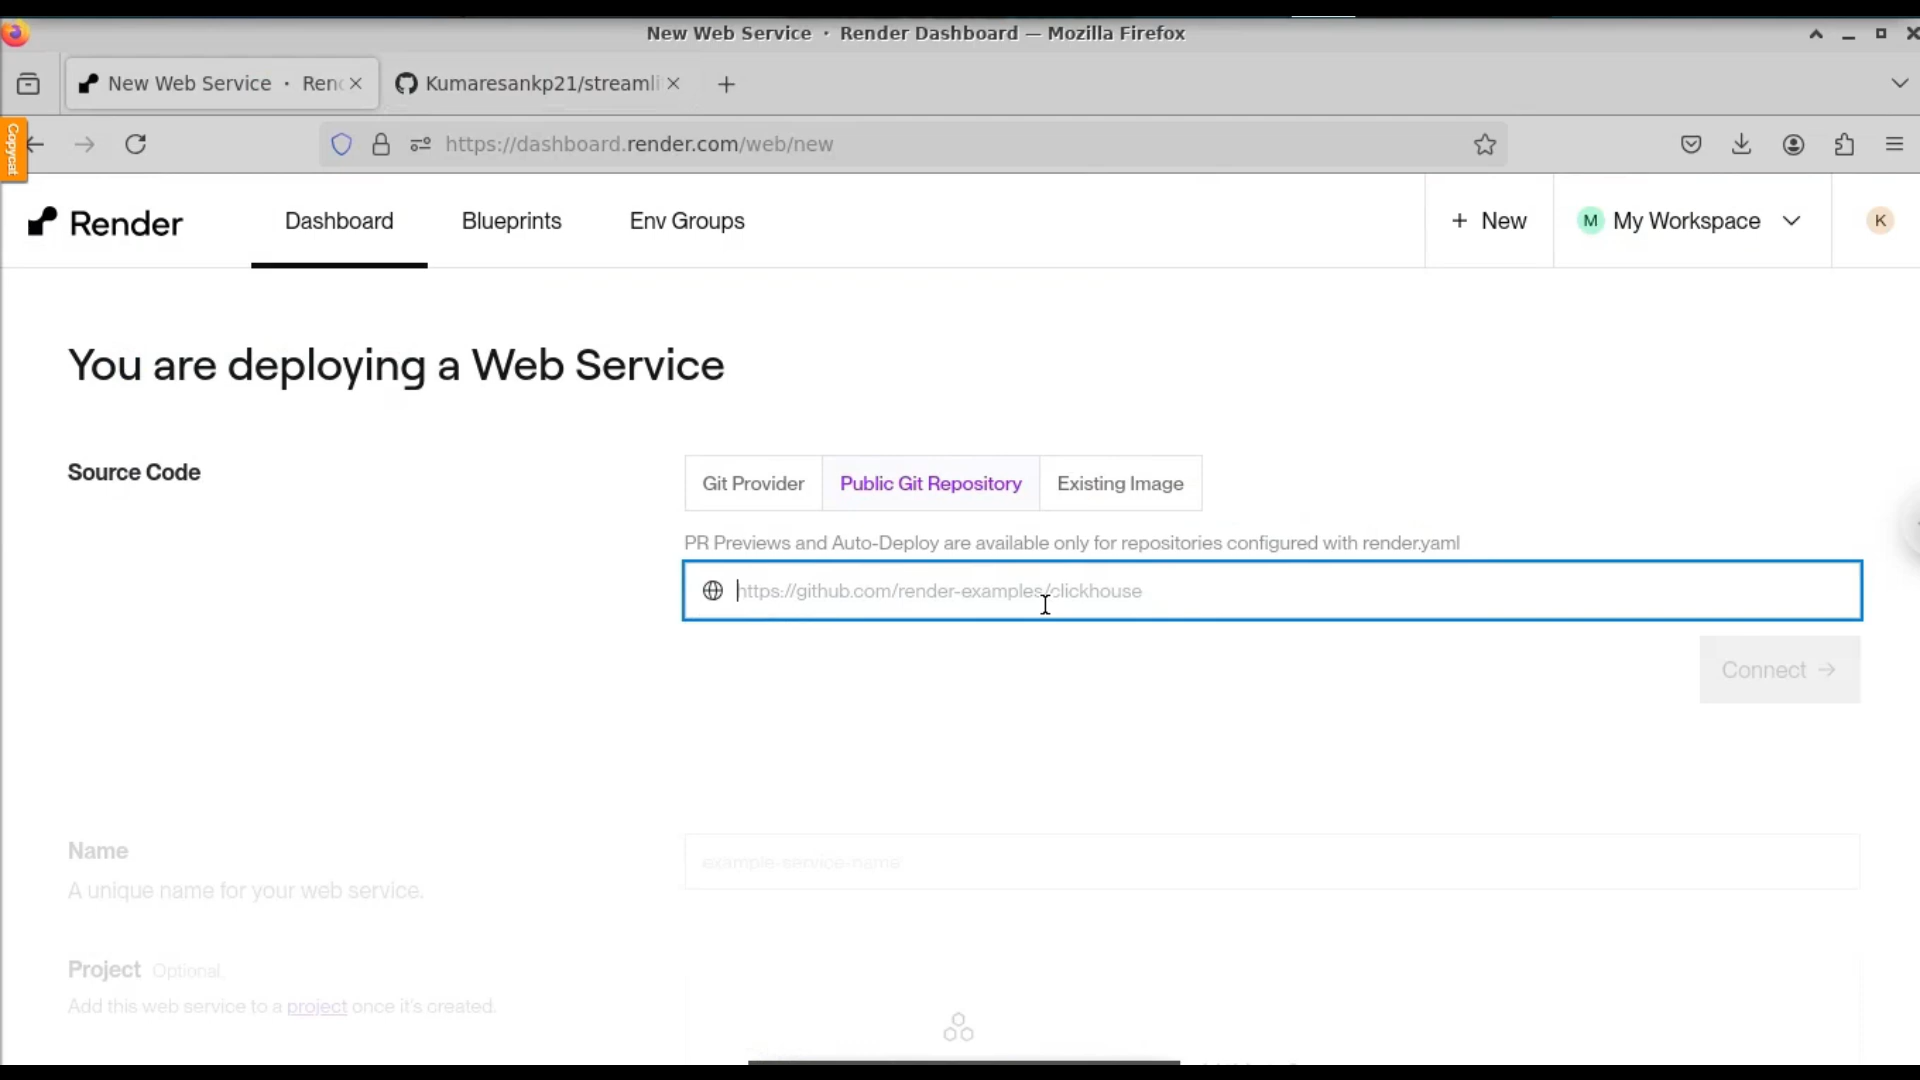 New Web Service · Render Dashboard — Mozilla Firefox
New Web Service · Ren
Kumaresankp21/streamli
Copycat
https://dashboard.render.com/web/new
Render
Dashboard
Blueprints
Env Groups
+ New
M My Workspace
K
You are deploying a Web Service
Source Code
Git Provider
Public Git Repository
Existing Image
PR Previews and Auto-Deploy are available only for repositories configured with render.yaml
https://github.com/render-examples/clickhouse
Connect →
Name
example-service-name
A unique name for your web service.
Project Optional
Add this web service to a project once it's created.